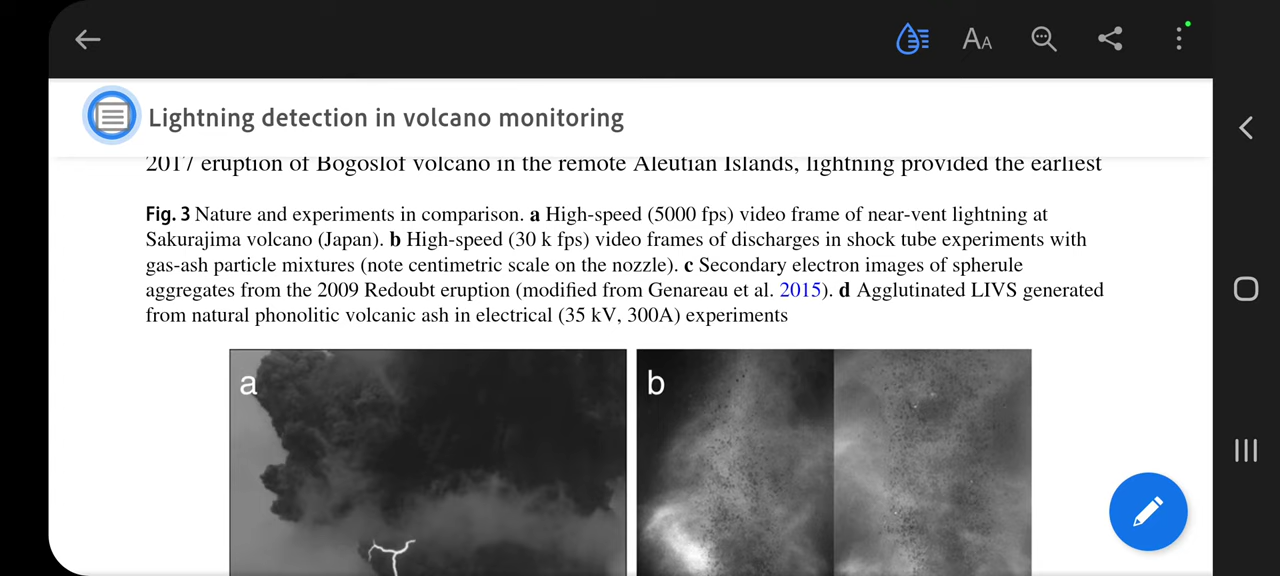 AA
Lightning detection in volcano monitoring
2017 eruption of Bogoslof volcano in the remote Aleutian Islands, lightning provided the earliest
Fig. 3 Nature and experiments in comparison. a High-speed (5000 fps) video frame of near-vent lightning at
Sakurajima volcano (Japan). b High-speed (30 k fps) video frames of discharges in shock tube experiments with
gas-ash particle mixtures (note centimetric scale on the nozzle). c Secondary electron images of spherule
aggregates from the 2009 Redoubt eruption (modified from Genareau et al. 2015). d Agglutinated LIVS generated
from natural phonolitic volcanic ash in electrical (35 kV, 300A) experiments
a
b